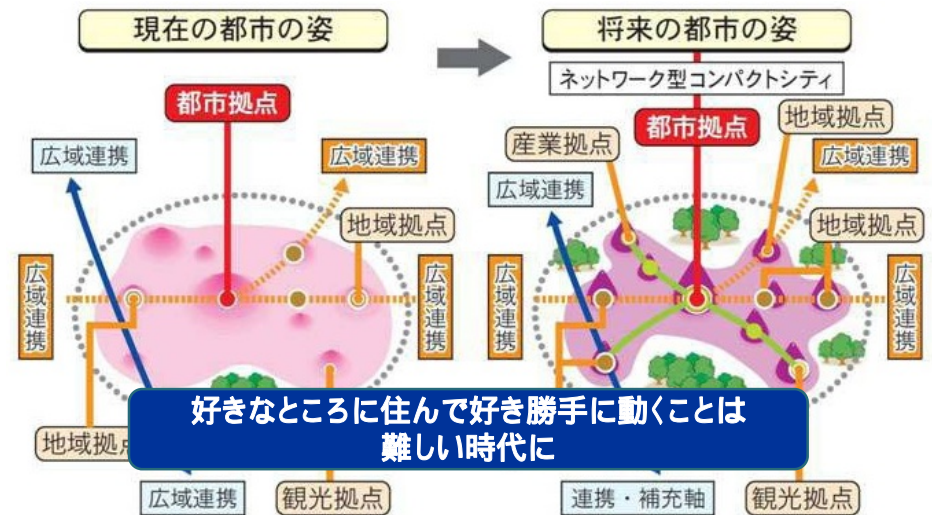 現在の都市の姿
将来の都市の姿
ネットワーク型コンパクトシティ
都市拠点
広域連携
広域連携
地域拠点
広域連携
広域連携
地域拠
広域連携
観光拠点
都市拠点
地域拠点
産業拠点
広域連携
広域連携
地域拠点
広域連携
広域連携
好きなところに住んで好き勝手に動くことは
難しい時代に
連携・補充軸
観光拠点